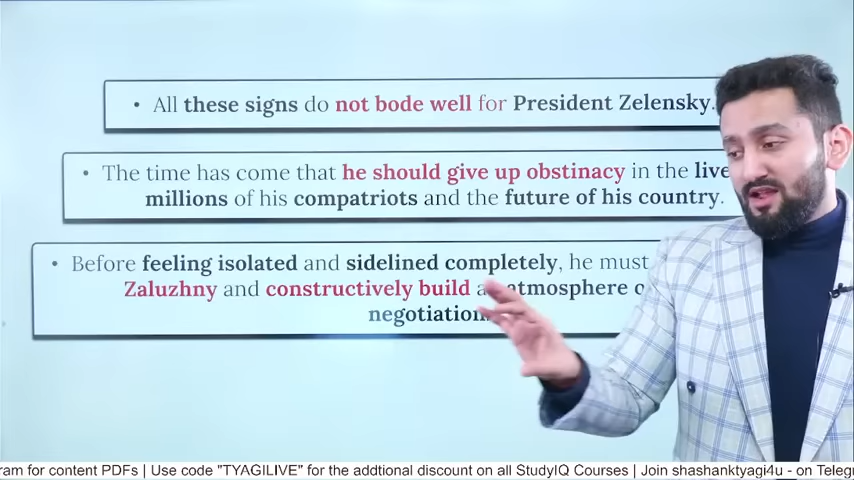 • All these signs do not bode well for President Zelensky.
• The time has come that he should give up obstinacy in the live
millions of his compatriots and the future of his country.
• Before feeling isolated and sidelined completely, he must
Zaluzhny and constructively build a atmosphere o
negotiation
ram for content PDFs | Use code "TYAGILIVE" for the addtional discount on all StudyIQ Courses | Join shashanktyagi4u - on Telegr